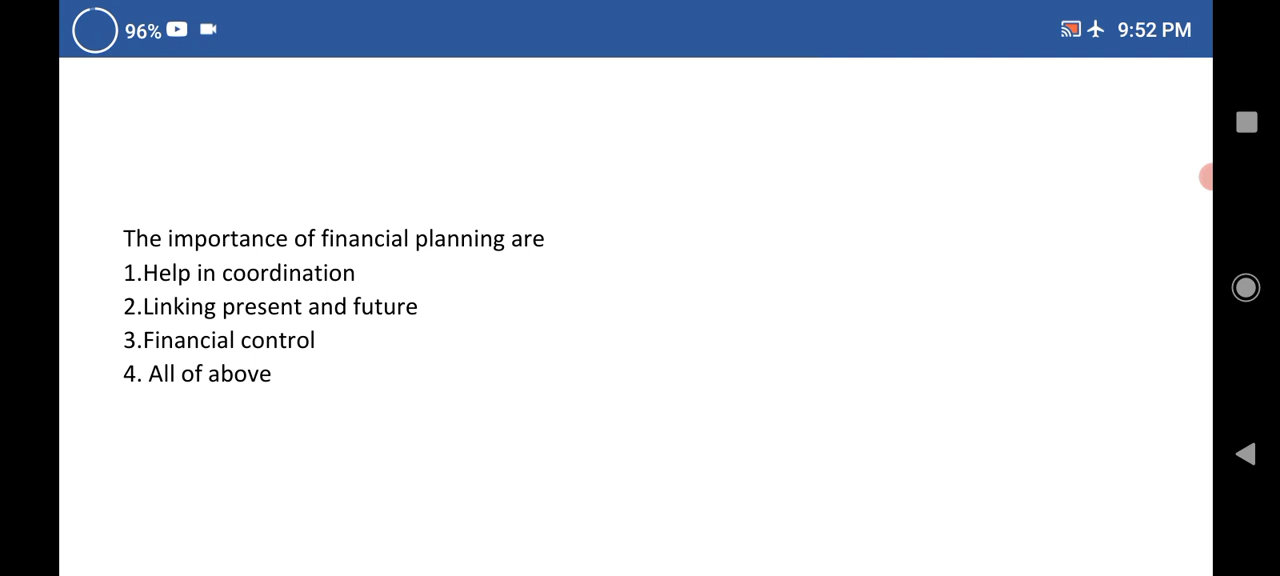 96% 9:52 PM
The importance of financial planning are
1.Help in coordination
2.Linking present and future
3.Financial control
4. All of above